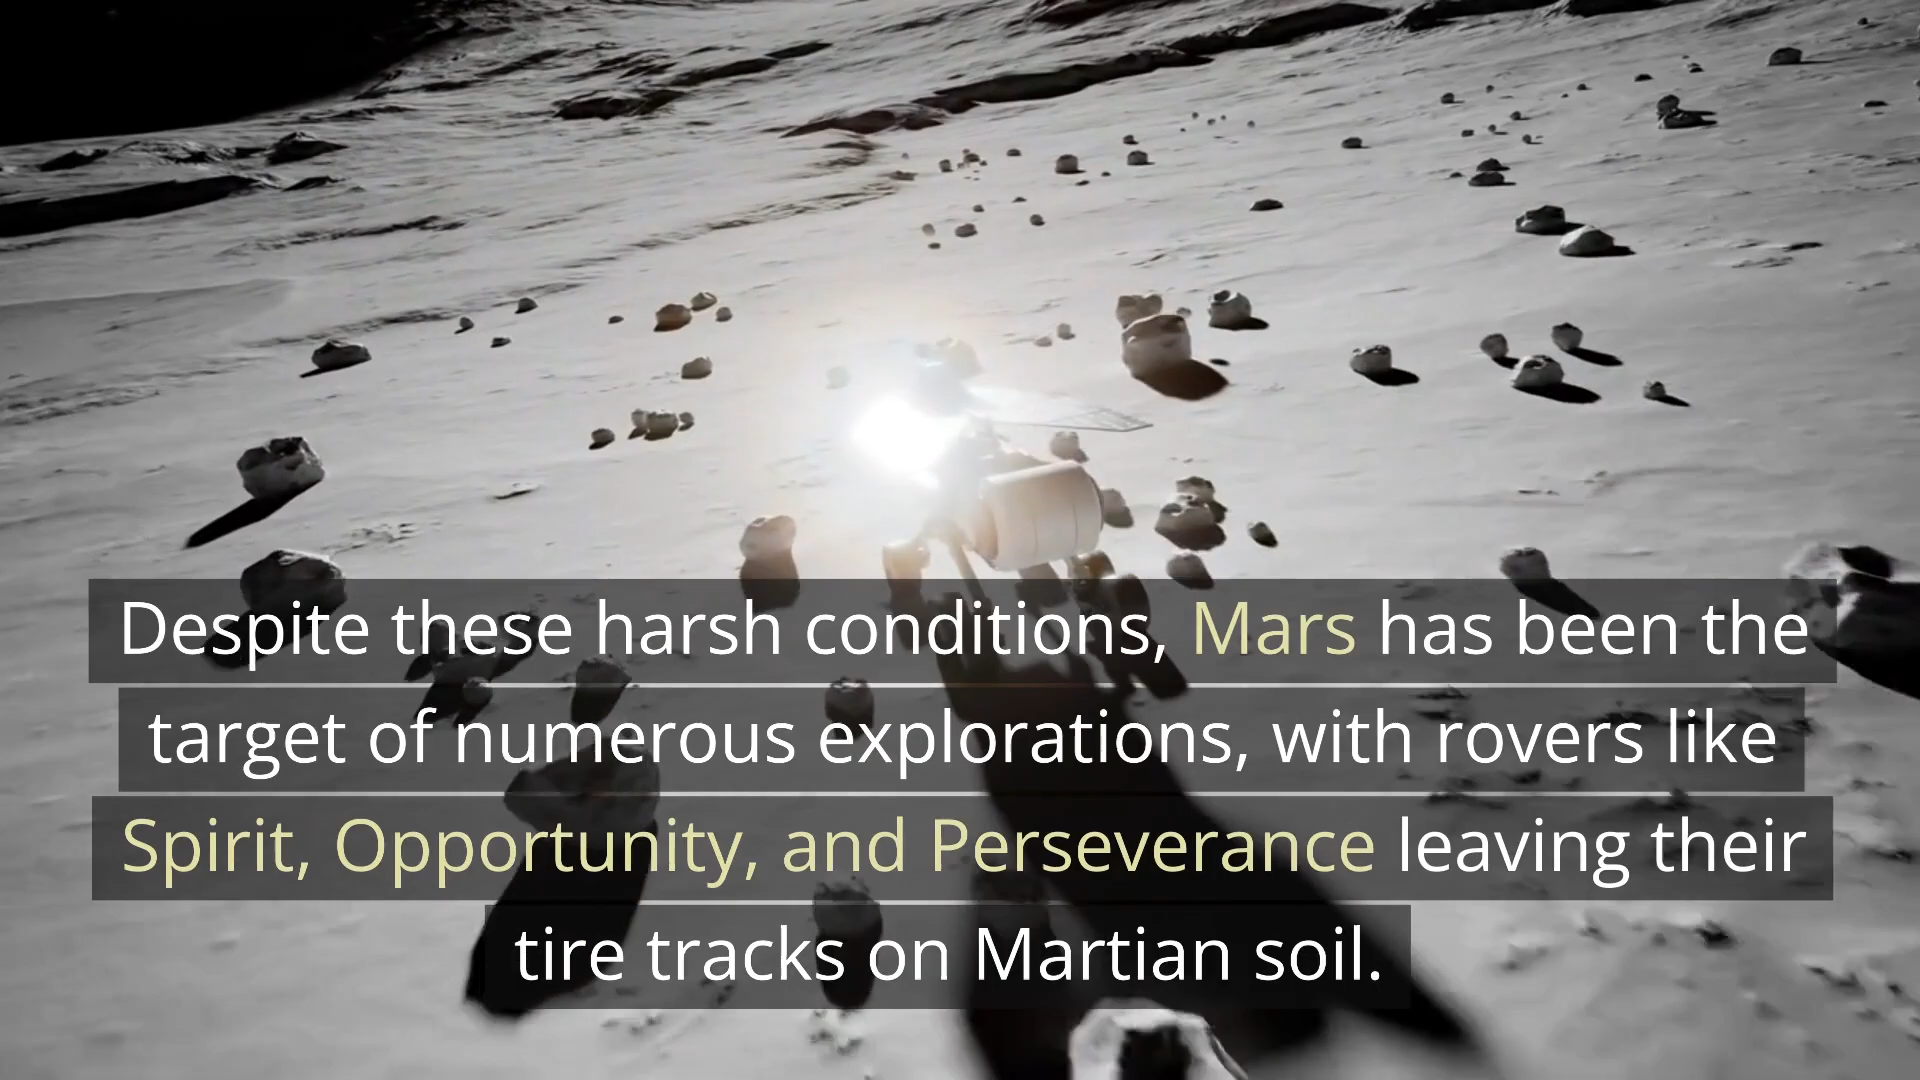 Despite these harsh conditions, Mars has been the
target of numerous explorations, with rovers like
Spirit, Opportunity, and Perseverance leaving their
tire tracks on Martian soil.